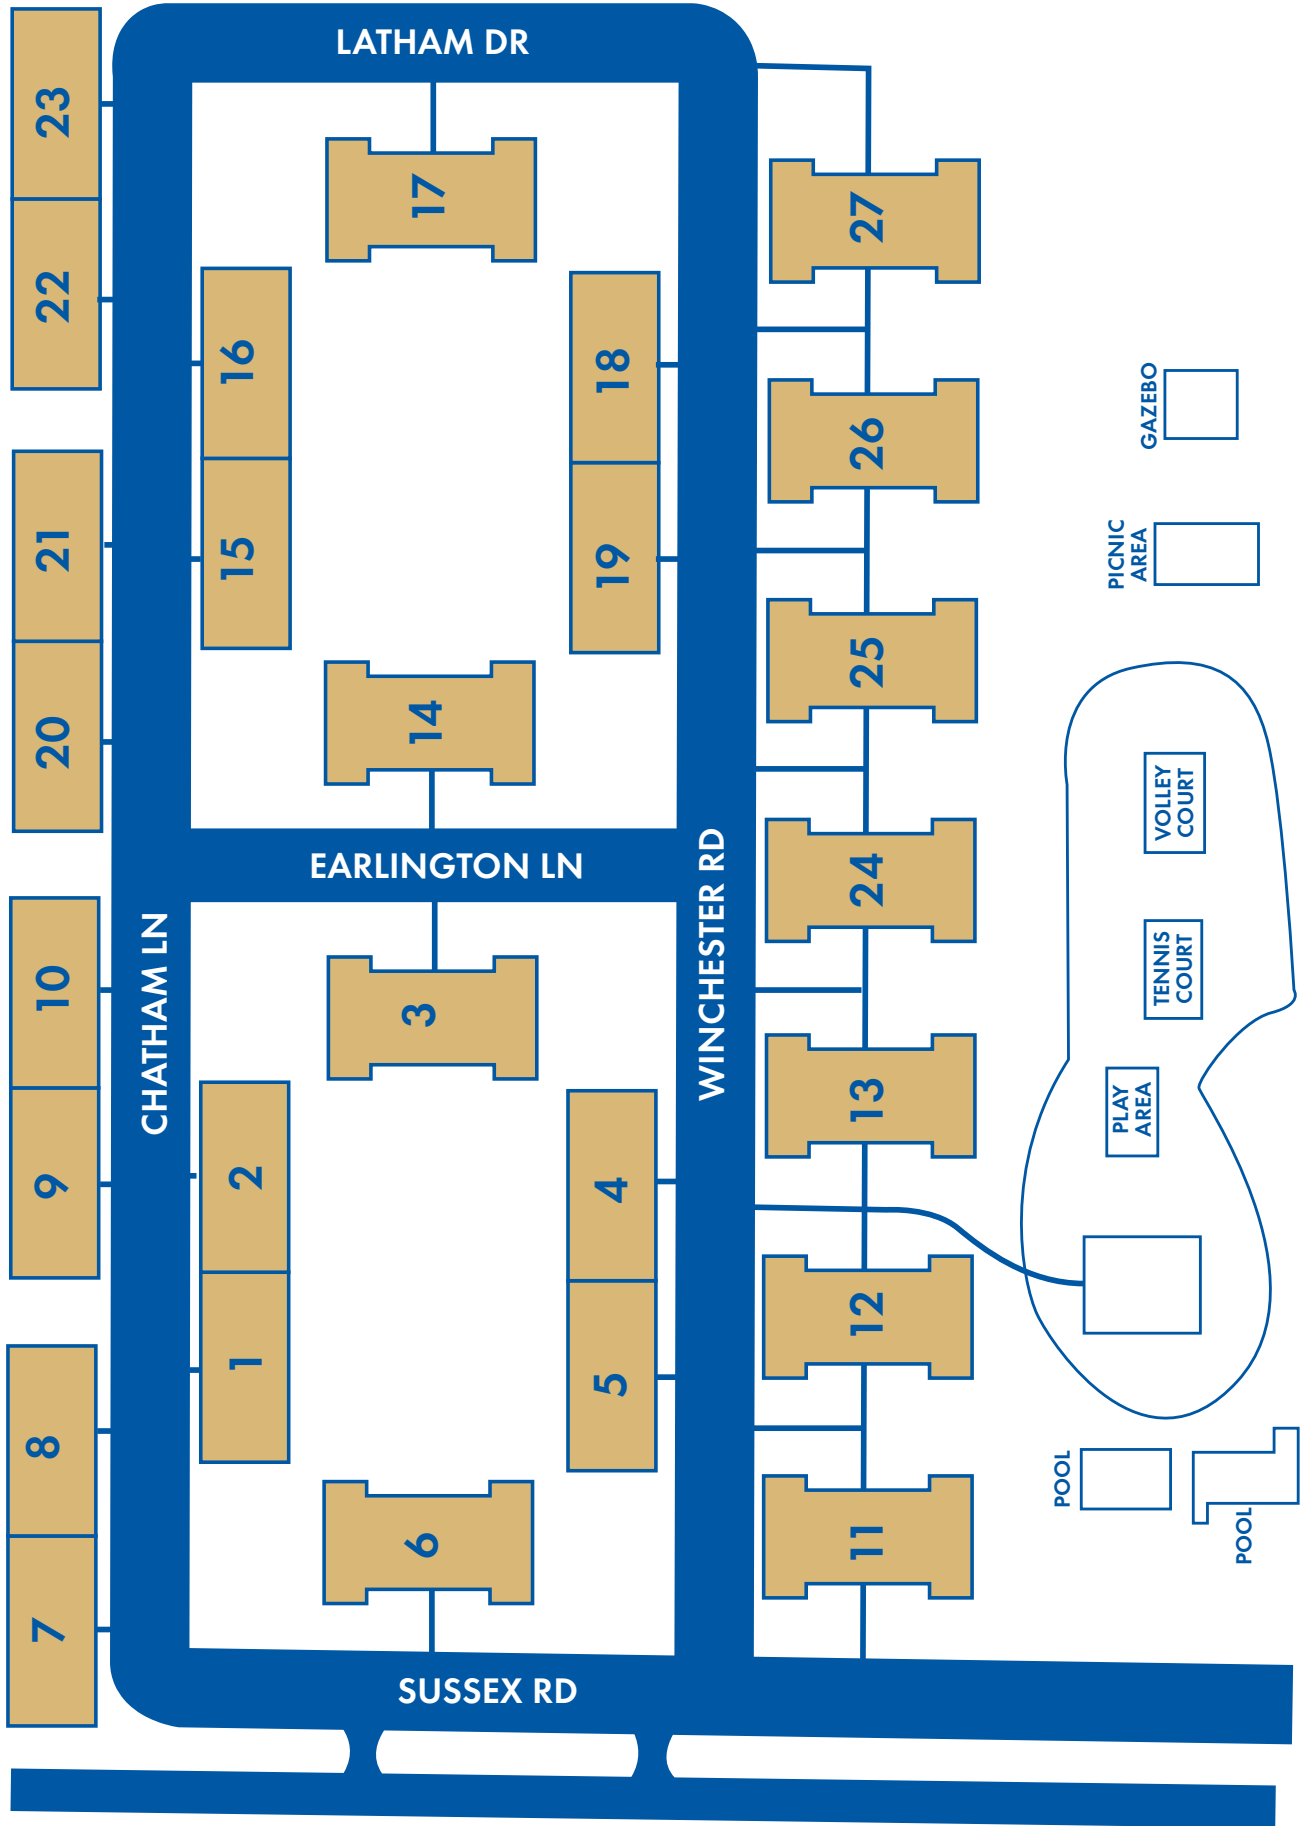 LATHAM DR
23
17
27
22
16
18
GAZEBO
26
21
15
19
PICNIC
AREA
25
20
14
VOLLEY
COURT
EARLINGTON LN
24
CHATHAM LN
WINCHESTER RD
10
3
TENNIS
COURT
9
2
4
13
PLAY
AREA
12
8
1
5
7
6
11
POOL
POOL
SUSSEX RD